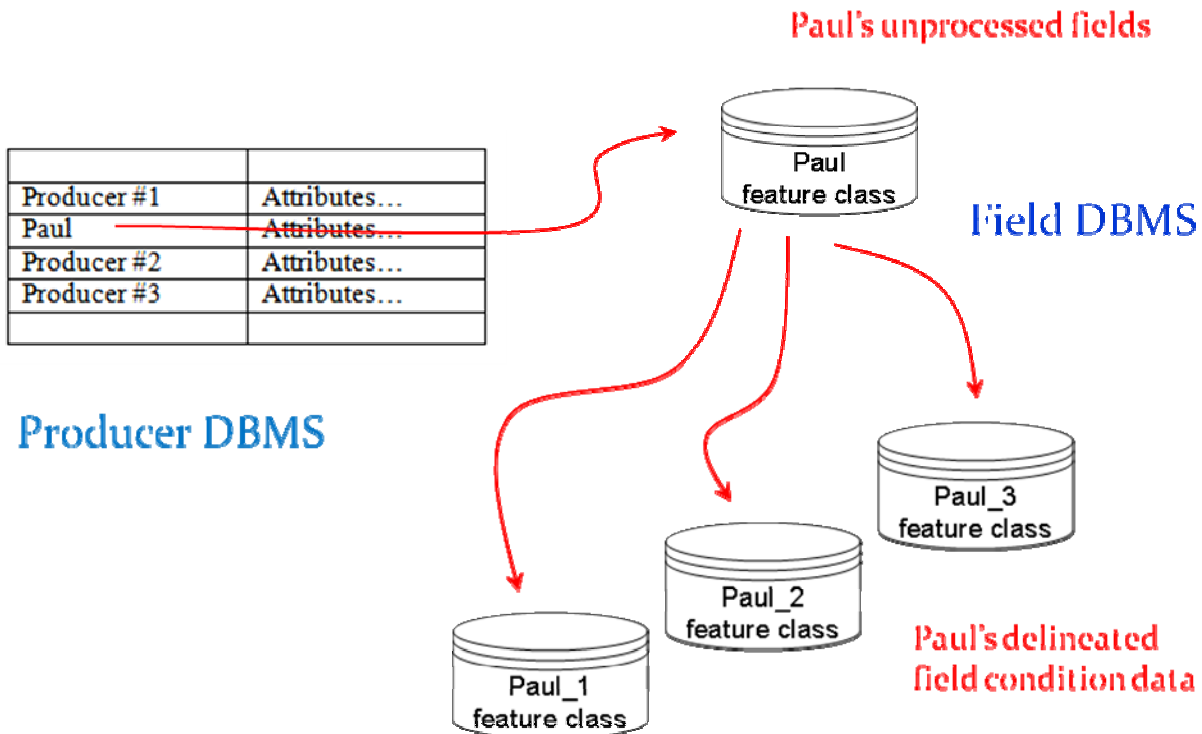 Paul's unprocessed fields
Paul
feature class
Producer #1 Attributes…
Paul Attributes…
Producer #2 Attributes…
Producer #3 Attributes…
Field DBMS
Producer DBMS
Paul_3
feature class
Paul_2
feature class
Paul's delineated
field condition data
Paul_1
feature class